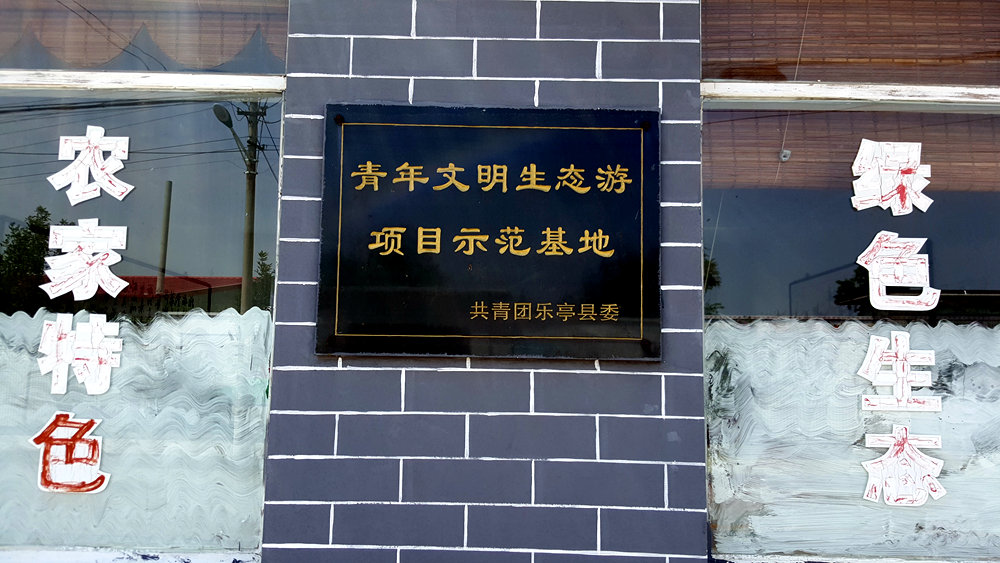 农家特色
青年文明生态游
项目示范基地
共青团乐亭县委
绿色生态